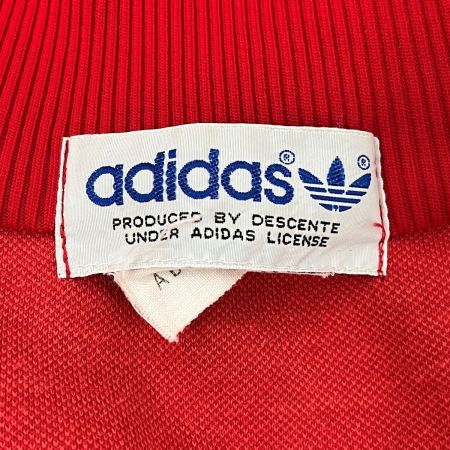 adidas® ®
PRODUCED BY DESCENTE
UNDER ADIDAS LICENSE